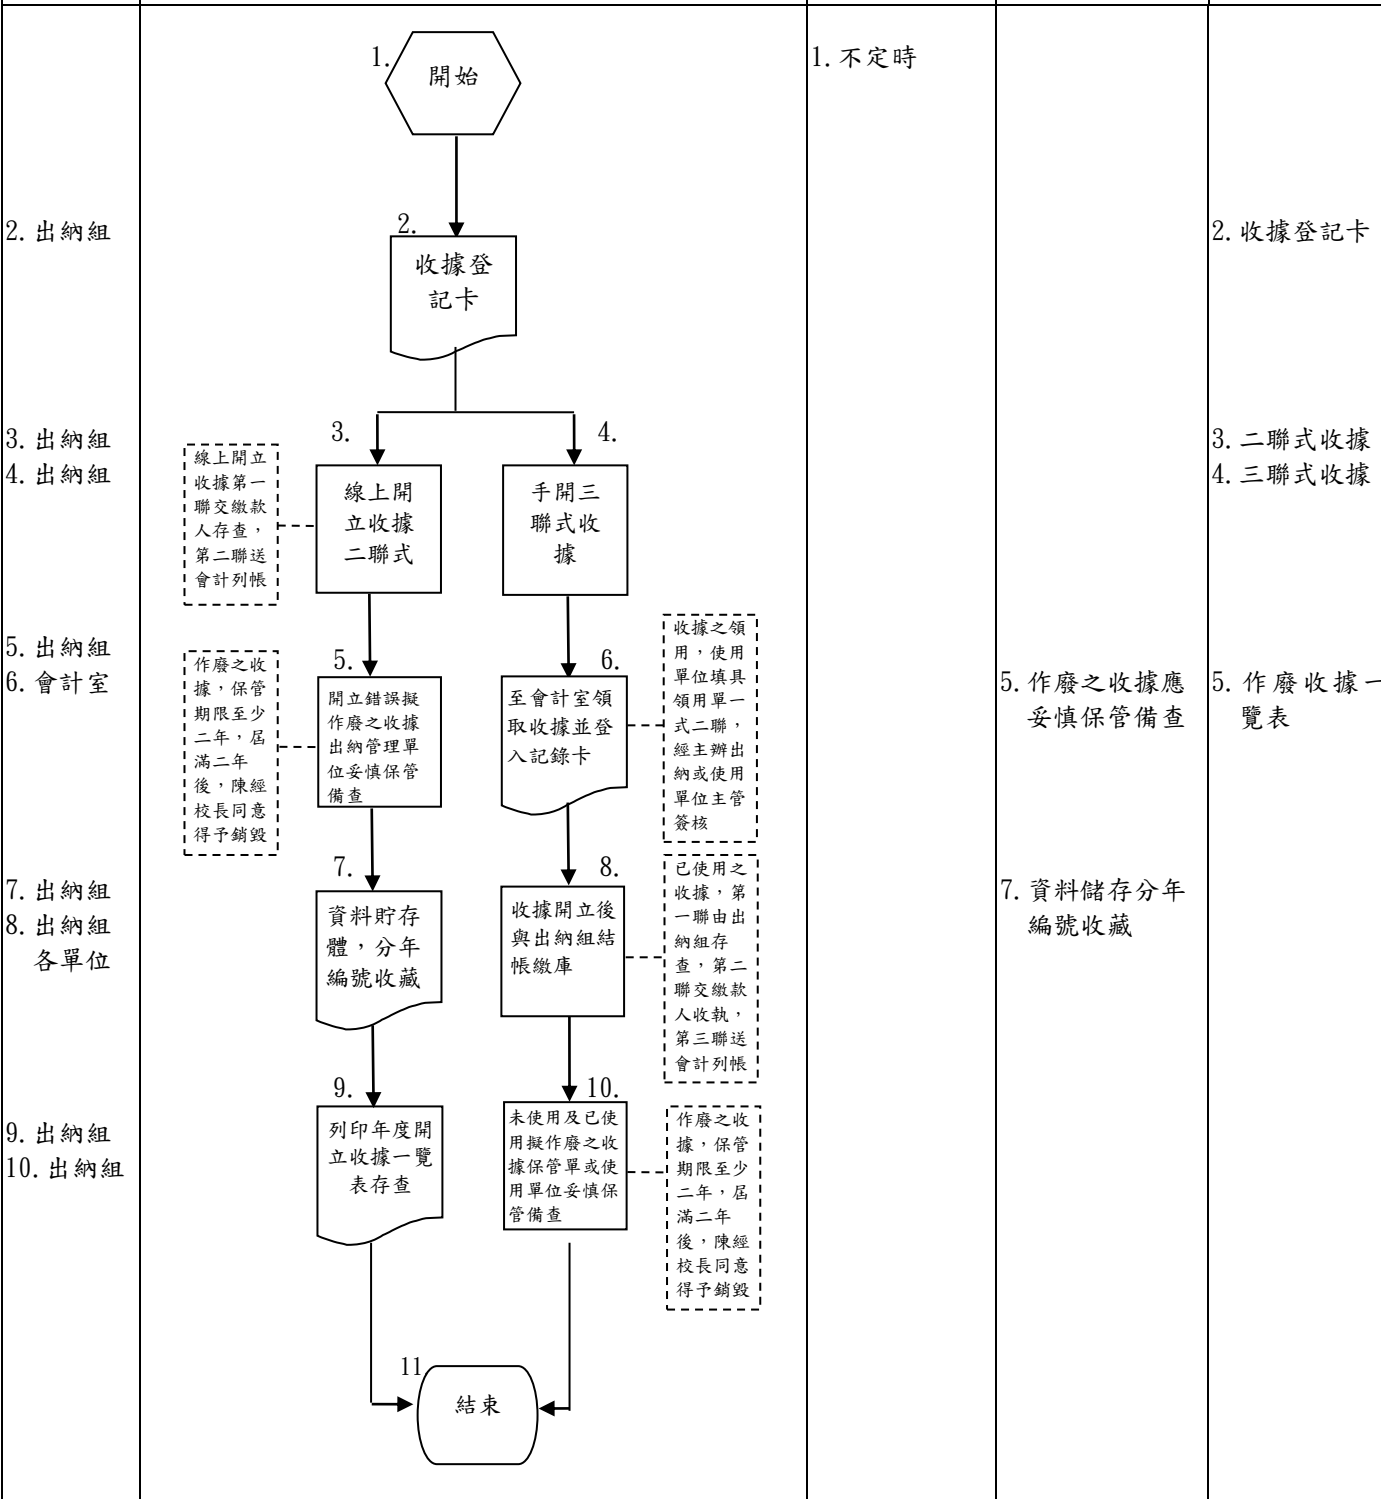 1.
開始
1.不定時
2.出納組
2.
收據登
記卡
2.收據登記卡
3.出納組
4.出納組
3.
4.
3.二聯式收據
4.三聯式收據
線上開立
收據第一
聯交繳款
人存查，
第二聯送
會計列帳
線上開
立收據
二聯式
手開三
聯式收
據
5.出納組
6.會計室
作廢之收
據，保管
期限至少
二年，屆
滿二年
後，陳經
校長同意
得予銷毀
5.
開立錯誤擬
作廢之收據
出納管理單
位妥慎保管
備查
6.
至會計室領
取收據並登
入記錄卡
收據之領
用，使用
單位填具
領用單一
式二聯，
經主辦出
納或使用
單位主管
簽核
5.作廢之收據應
妥慎保管備查
5.作廢收據一
覽表
7.出納組
8.出納組
各單位
7.
資料貯存
體，分年
編號收藏
8.
收據開立後
與出納組結
帳繳庫
已使用之
收據，第
一聯由出
納組存
查，第二
聯交繳款
人收執，
第三聯送
會計列帳
7.資料儲存分年
編號收藏
9.出納組
10.出納組
9.
列印年度開
立收據一覽
表存查
10.
未使用及已使
用擬作廢之收
據保管單或使
用單位妥慎保
管備查
作廢之收
據，保管
期限至少
二年，屆
滿二年
後，陳經
校長同意
得予銷毀
11
結束